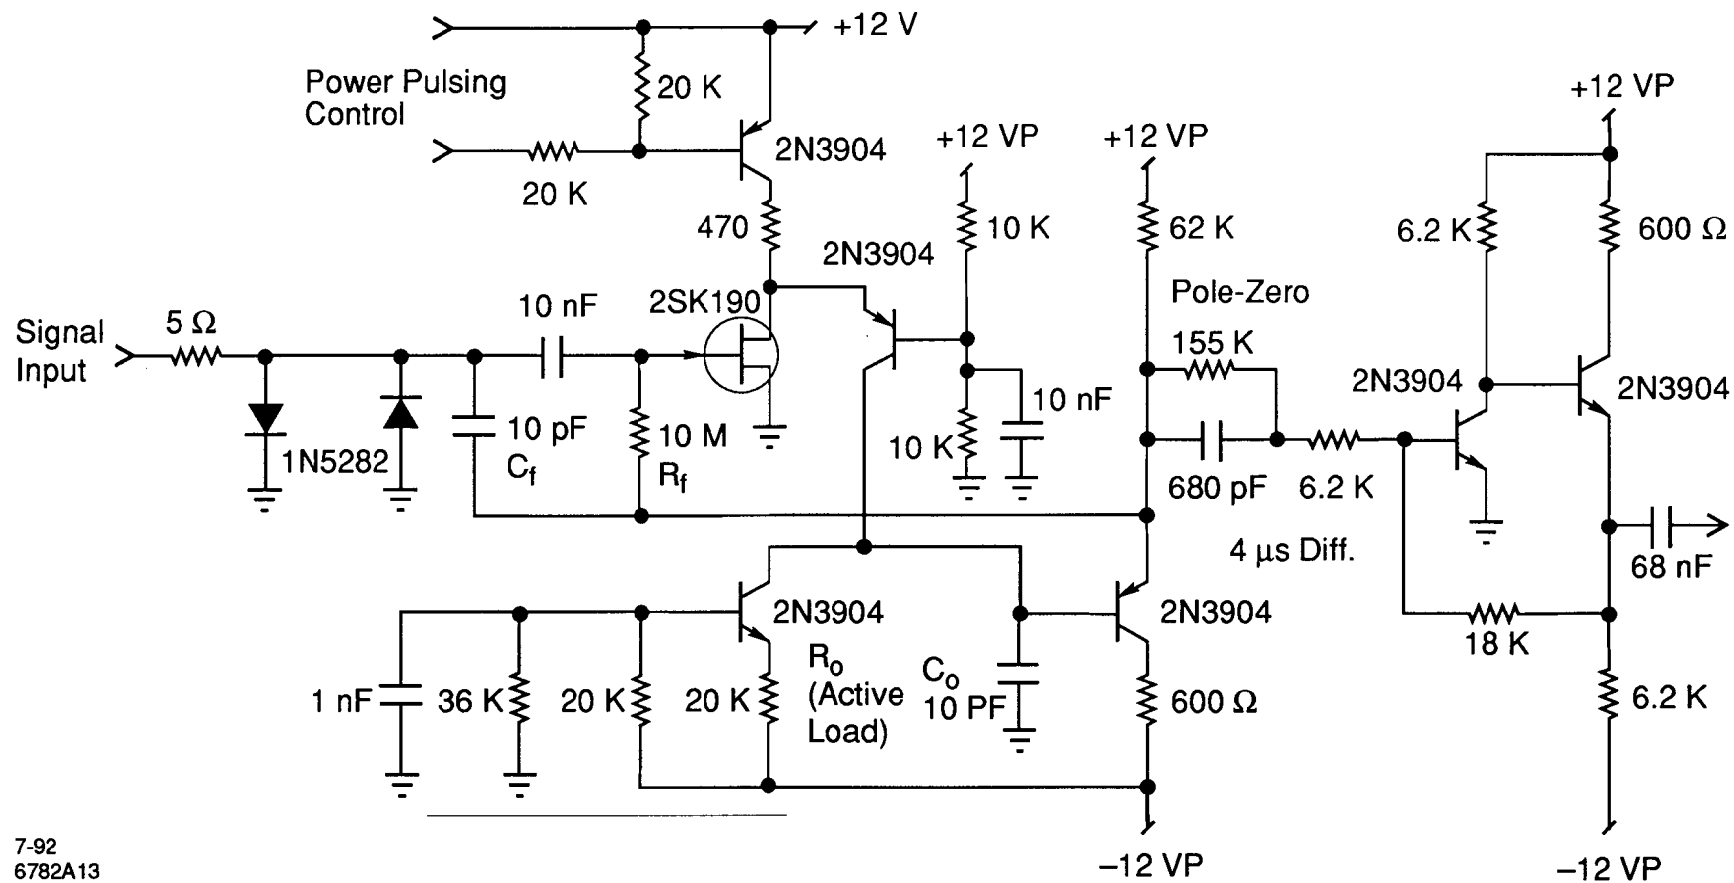 +12 V
Power Pulsing
Control
20 K
20 K
2N3904
470
+12 VP
10 K
2N3904
+12 VP
62 K
+12 VP
6.2 K
600 Ω
Signal
Input
5 Ω
10 nF
2SK190
Pole-Zero
155 K
2N3904
2N3904
1N5282
10 pF
Cf
10 M
Rf
10 K
10 nF
680 pF
6.2 K
4 μs Diff.
68 nF
18 K
1 nF
36 K
20 K
20 K
2N3904
Ro
(Active
Load)
Co
10 PF
2N3904
600 Ω
6.2 K
–12 VP
–12 VP
7-92
6782A13